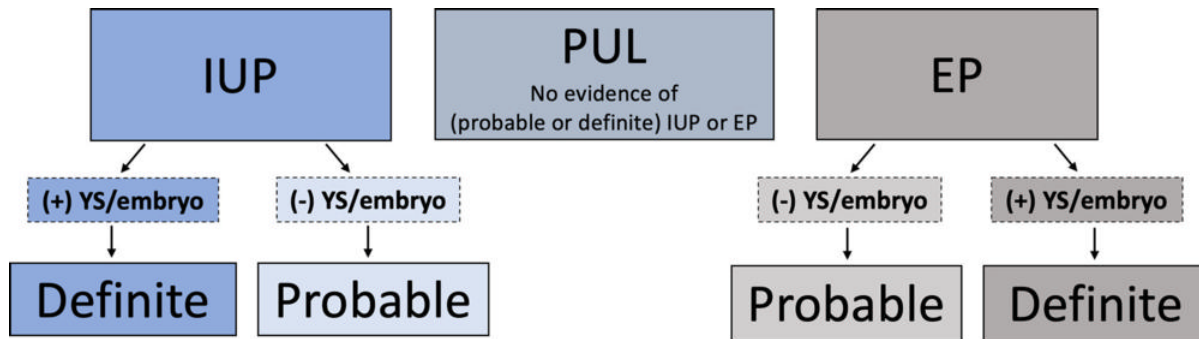 IUP
PUL
No evidence of
(probable or definite) IUP or EP
EP
(+) YS/embryo
(-) YS/embryo
(-) YS/embryo
(+) YS/embryo
Definite
Probable
Probable
Definite